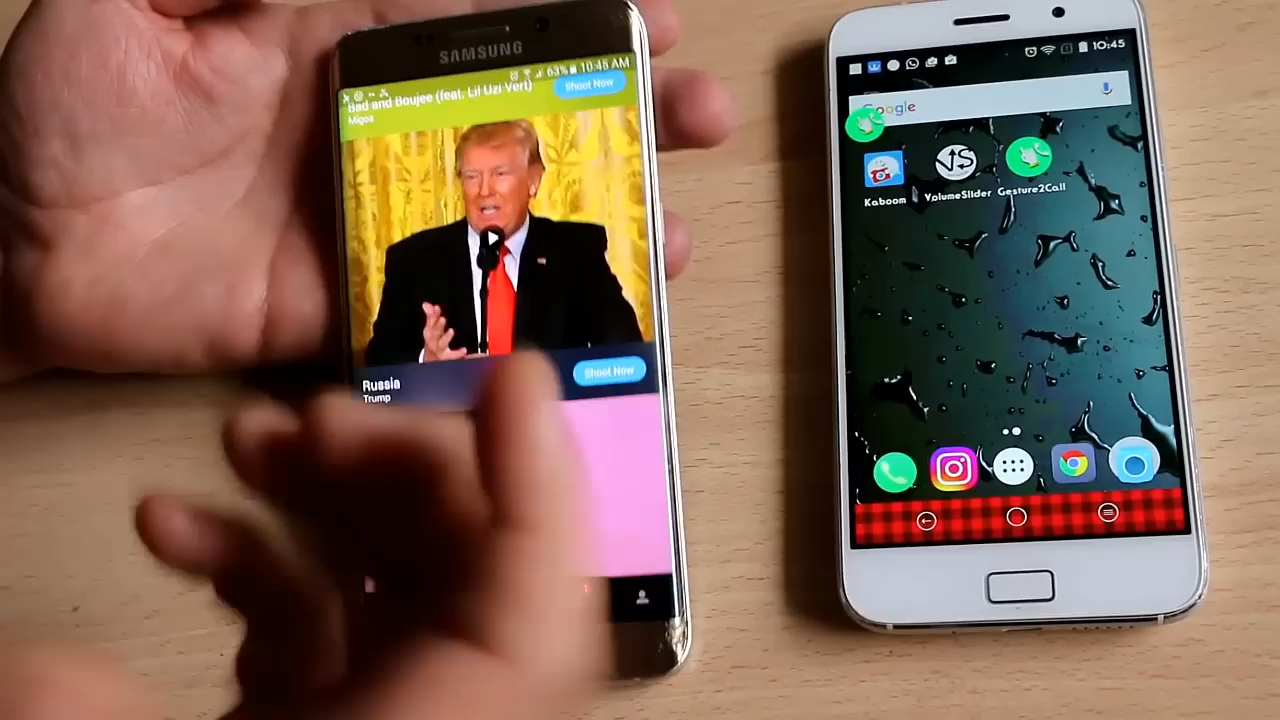 SAMSUNG
63% 10:45 AM
Bad and Boujee (feat. Lil Uzi Vert)
Migos
Shoot Now
Russia
Trump
Shoot Now
10:45
Google
Kaboom
VS
VolumeSlider
Gesture2Call